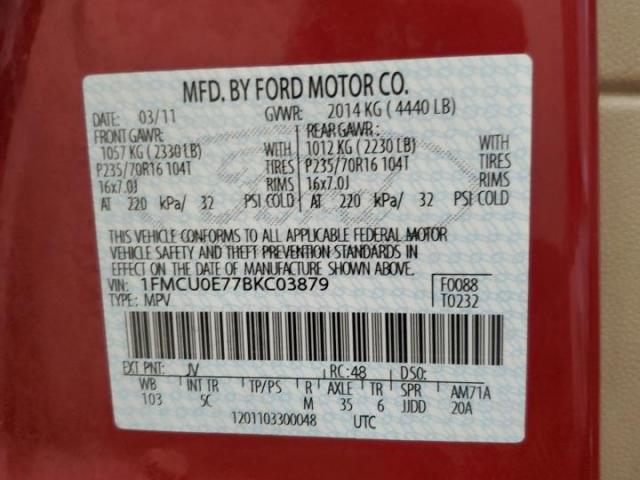 MFD. BY FORD MOTOR CO.
DATE: 03/11 GVWR: 2014 KG ( 4440 LB)
FRONT GAWR: REAR GAWR:
1057 KG ( 2330 LB) WITH 1012 KG ( 2230 LB) WITH
P235/70R16 104T TIRES P235/70R16 104T TIRES
16x7.0J RIMS 16x7.0J RIMS
AT 220 kPa/ 32 PSI COLD AT 220 kPa/ 32 PSI COLD
THIS VEHICLE CONFORMS TO ALL APPLICABLE FEDERAL MOTOR
VEHICLE SAFETY AND THEFT PREVENTION STANDARDS IN
EFFECT ON THE DATE OF MANUFACTURE SHOWN ABOVE.
VIN: 1FMCU0E77BKC03879 F0088
TYPE: MPV T0232
EXT PNT: JV RC: 48 DSO:
WB INT TR TP/PS R AXLE TR SPR AM71A
103 5C M 35 6 JJDD 20A
1201103300048 UTC
Ford